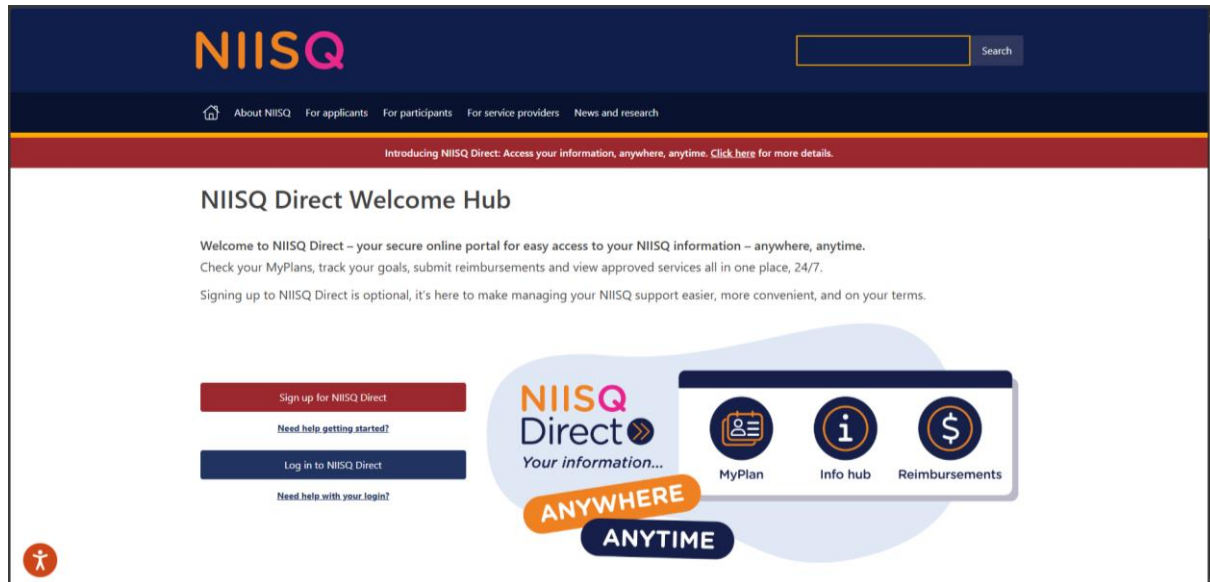 NIISQ
Search
About NIISQ For applicants For participants For service providers News and research
Introducing NIISQ Direct: Access your information, anywhere, anytime. Click here for more details.
NIISQ Direct Welcome Hub
Welcome to NIISQ Direct – your secure online portal for easy access to your NIISQ information – anywhere, anytime.
Check your MyPlans, track your goals, submit reimbursements and view approved services all in one place, 24/7.
Signing up to NIISQ Direct is optional, it's here to make managing your NIISQ support easier, more convenient, and on your terms.
Sign up for NIISQ Direct
Need help getting started?
Log in to NIISQ Direct
Need help with your login?
NIISQ
Direct
Your information...
ANYWHERE
ANYTIME
MyPlan Info hub Reimbursements